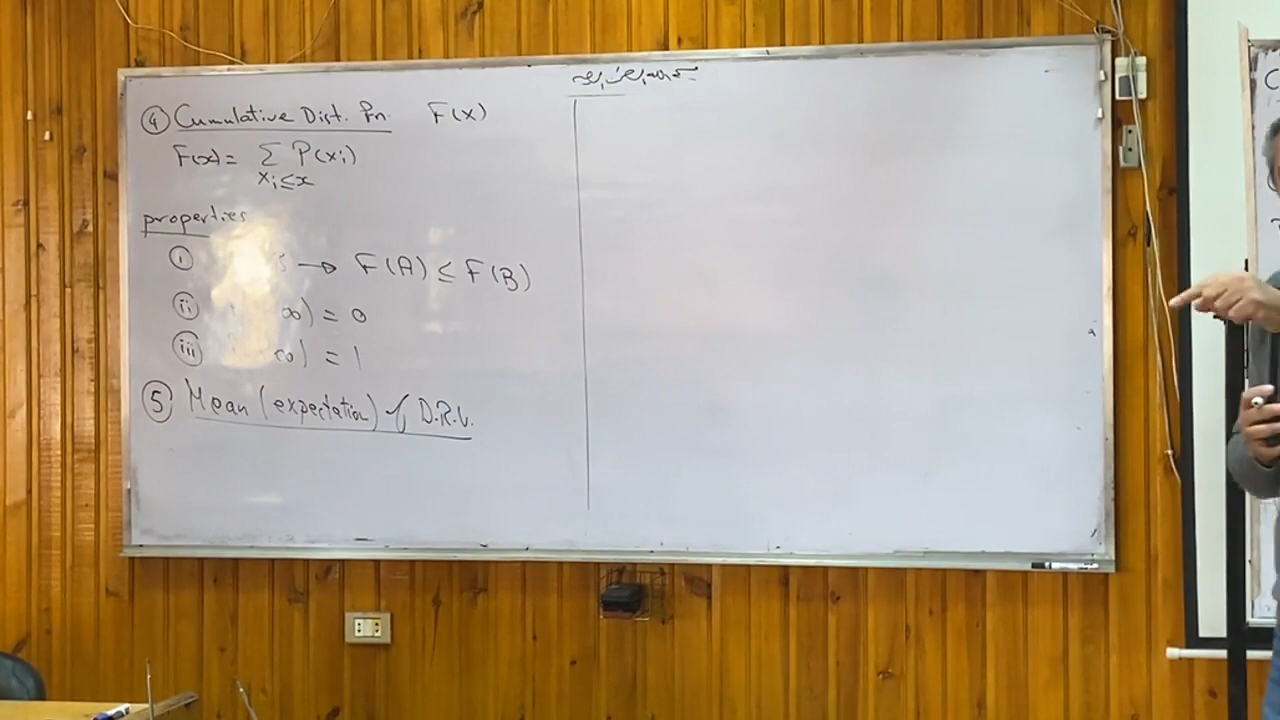 ④ Cumulative Dist. Fn. F(x)
F(x) = Σ P(xᵢ)
xᵢ ≤ x
properties
ⓘ → F(A) ≤ F(B)
ⓘⓘ ∞) = 0
ⓘⓘⓘ ∞) = 1
⑤ Mean (expectation) of D.R.V.